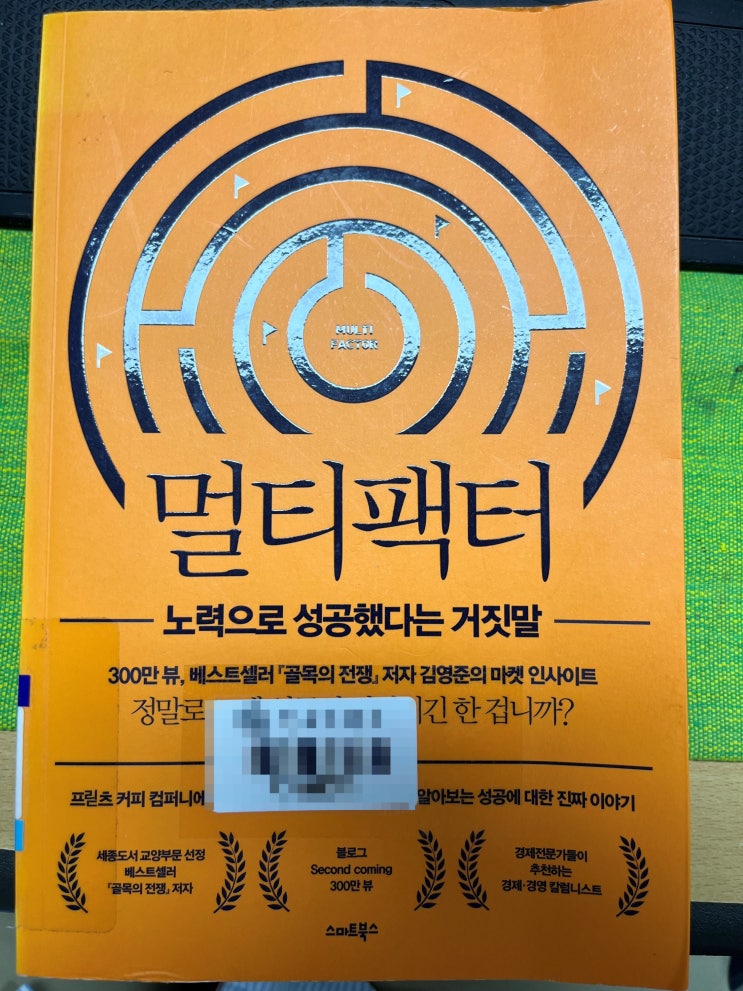 MULTI
FACTOR
멀티팩터
노력으로 성공했다는 거짓말
300만 뷰, 베스트셀러 『골목의 전쟁』 저자 김영준의 마켓 인사이트
정말로 한 겁니까?
프릳츠 커피 컴퍼니에 알아보는 성공에 대한 진짜 이야기
세종도서 교양부문 선정
베스트셀러
『골목의 전쟁』 저자
블로그
Second coming
300만 뷰
경제전문가들이
추천하는
경제·경영 칼럼니스트
스마트북스